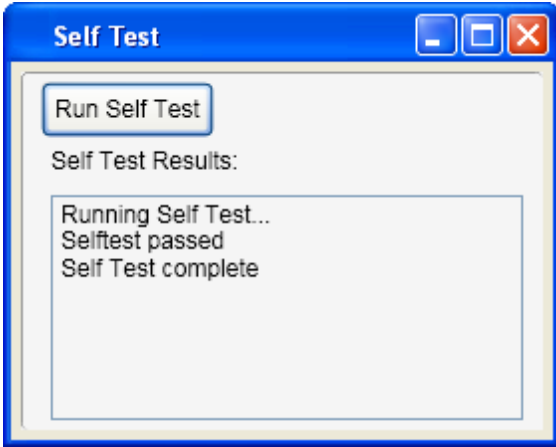 Self Test
Run Self Test
Self Test Results:
Running Self Test...
Selftest passed
Self Test complete